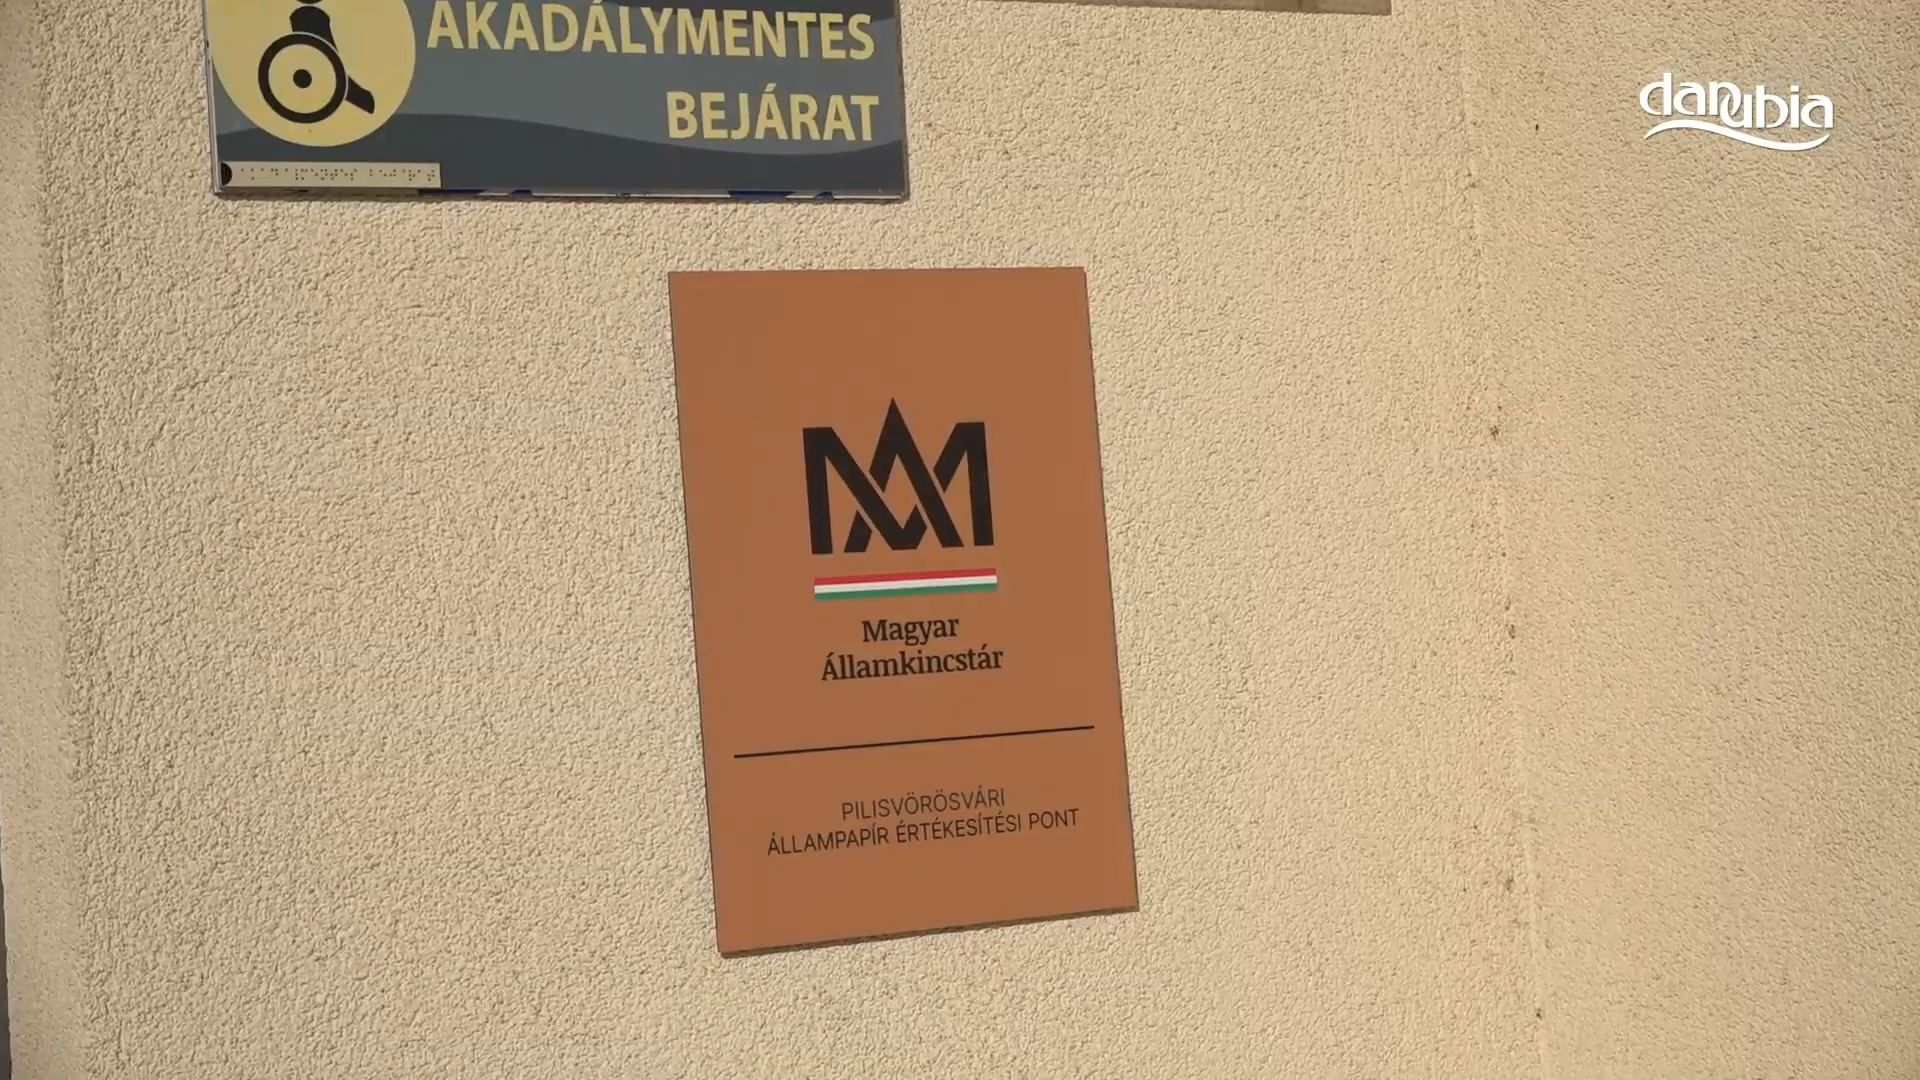 AKADÁLYMENTES
BEJÁRAT
danubia
Magyar
Államkincstár
PILISVÖRÖSVÁRI
ÁLLAMPAPÍR ÉRTÉKESÍTÉSI PONT